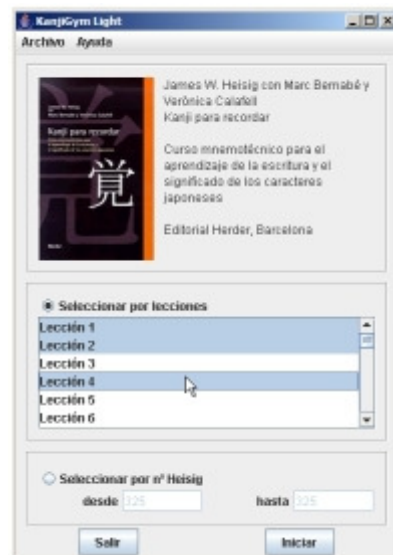 KanjiGym Light
Archivo Ayuda
James W. Heisig con Marc Bernabé y
Verònica Calafell
Kanji para recordar
Curso mnemotécnico para el
aprendizaje de la escritura y el
significado de los caracteres
japoneses
Editorial Herder, Barcelona
Kanji para recordar
覚
Seleccionar por lecciones
Lección 1
Lección 2
Lección 3
Lección 4
Lección 5
Lección 6
Seleccionar por nº Heisig
desde 325 hasta 325
Salir Iniciar